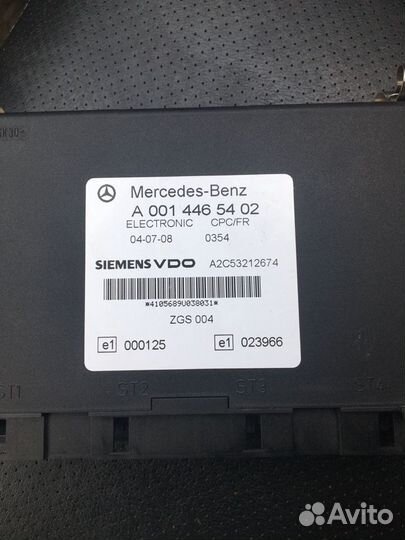 Mercedes-Benz
A 001 446 54 02
ELECTRONIC CPC/FR
04-07-08 0354
SIEMENS VDO A2C53212674
*4105689U038031*
ZGS 004
e1 000125 e1 023966
ST1 ST2 ST3 ST4
Avito